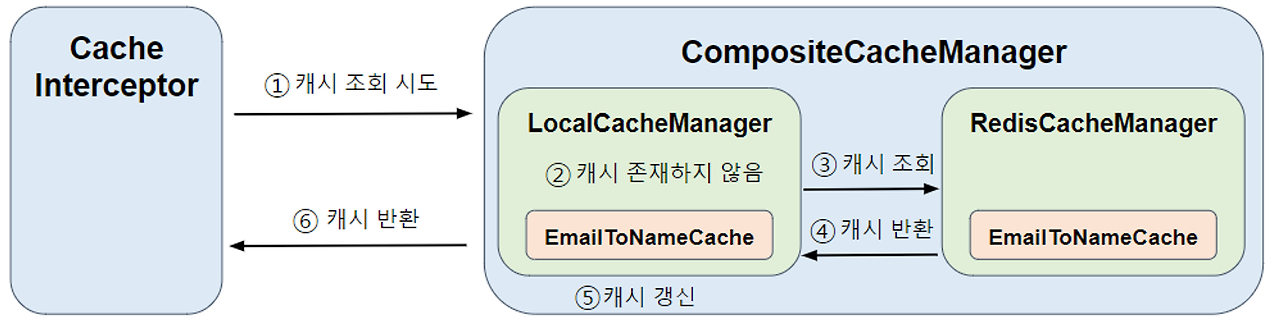 Cache
Interceptor
① 캐시 조회 시도
⑥ 캐시 반환
CompositeCacheManager
LocalCacheManager
② 캐시 존재하지 않음
EmailToNameCache
⑤캐시 갱신
③ 캐시 조회
④ 캐시 반환
RedisCacheManager
EmailToNameCache